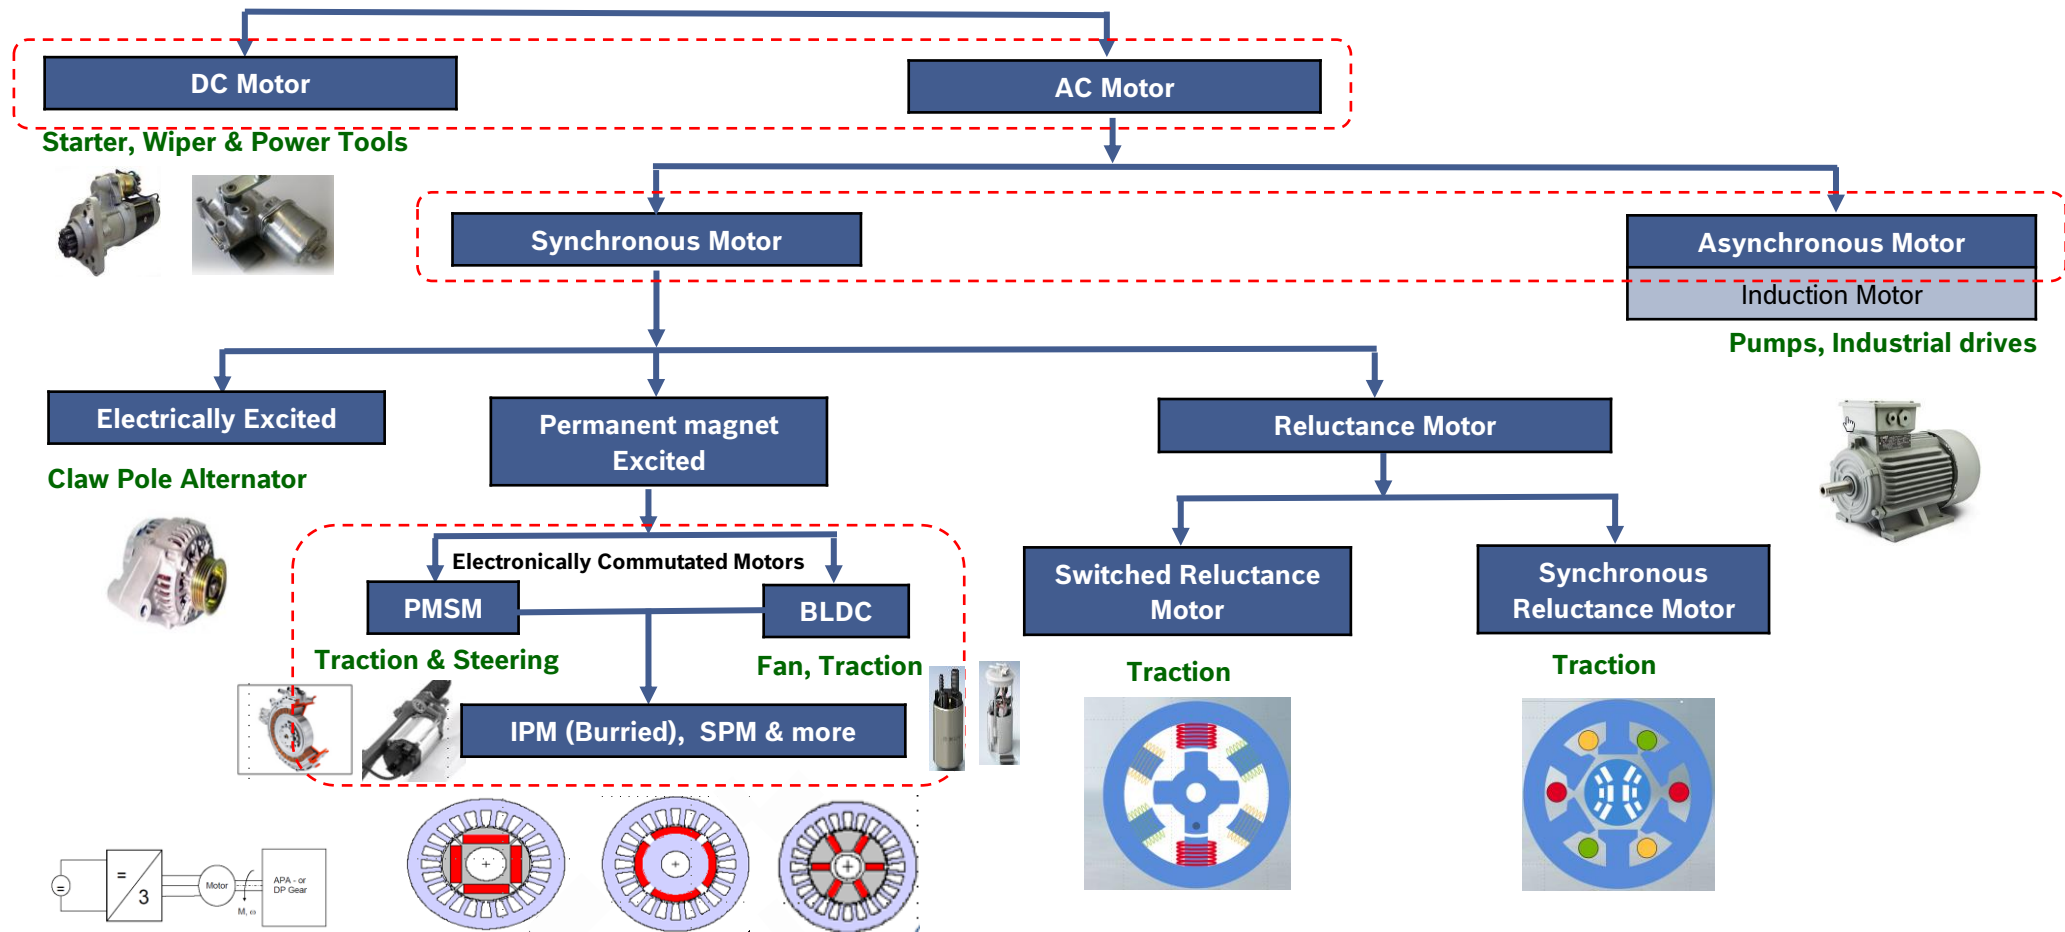 DC Motor
AC Motor
Starter, Wiper & Power Tools
Synchronous Motor
Asynchronous Motor
Induction Motor
Pumps, Industrial drives
Electrically Excited
Permanent magnet
Excited
Reluctance Motor
Claw Pole Alternator
Electronically Commutated Motors
PMSM
BLDC
Switched Reluctance
Motor
Synchronous
Reluctance Motor
Traction & Steering
Fan, Traction
Traction
Traction
IPM (Burried), SPM & more
=
=
3
Motor
M, ω
APA - or
DP Gear